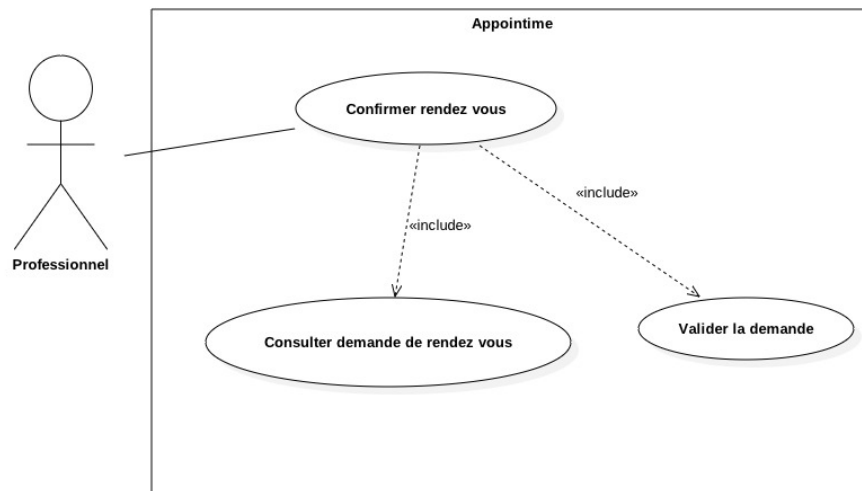 Appointime
Confirmer rendez vous
«include»
«include»
Professionnel
Consulter demande de rendez vous
Valider la demande